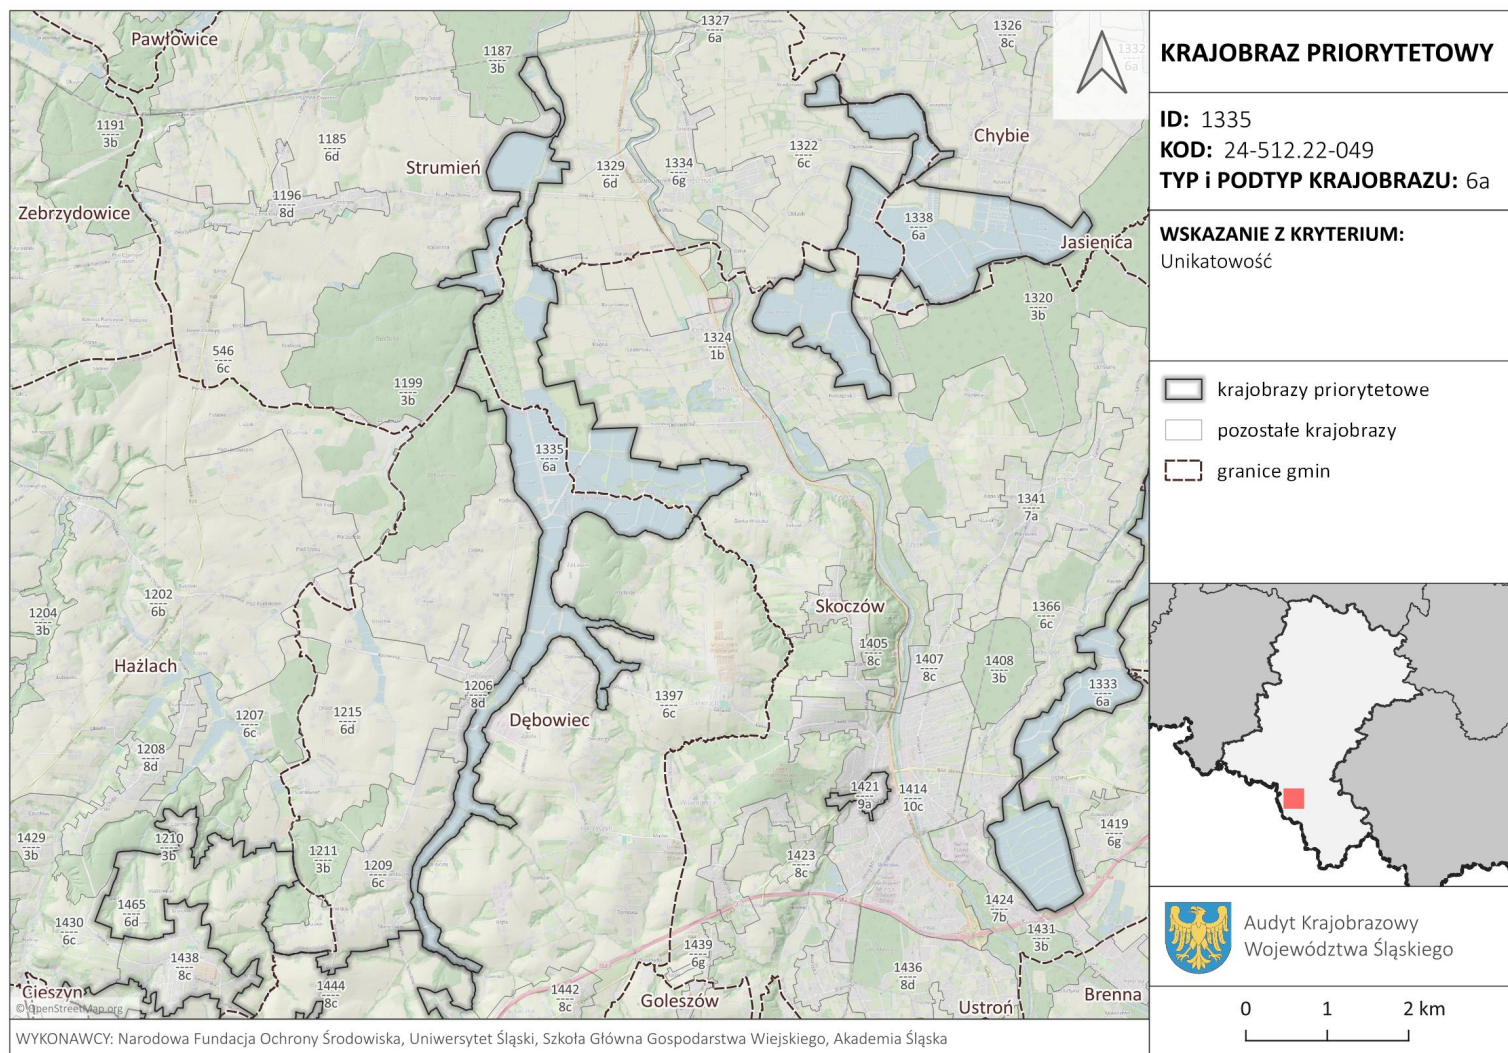 Pawłowice
1187
3b
1327
6a
1326
8c
1332
6a
1191
3b
1185
6d
Strumień
1329
6d
1334
6g
1322
6c
Chybie
1196
8d
Zebrzydowice
1338
6a
Jasienica
1320
3b
1324
1b
546
6c
1199
3b
1335
6a
1341
7a
1202
6b
1204
3b
Skoczów
1366
6c
Hażlach
1405
8c
1407
8c
1408
3b
1206
8d
1333
6a
1397
6c
Dębowiec
1207
6c
1215
6d
1208
8d
1421
9a
1414
10c
1419
6g
1429
3b
1210
3b
1211
3b
1209
6c
1423
8c
1465
6d
1424
7b
1430
6c
1431
3b
1439
6g
1438
8c
1436
8d
1444
8c
1442
8c
Cieszyn
Goleszów
Ustroń
Brenna
© OpenStreetMap.org
WYKONAWCY: Narodowa Fundacja Ochrony Środowiska, Uniwersytet Śląski, Szkoła Główna Gospodarstwa Wiejskiego, Akademia Śląska
KRAJOBRAZ PRIORYTETOWY
ID: 1335
KOD: 24-512.22-049
TYP i PODTYP KRAJOBRAZU: 6a
WSKAZANIE Z KRYTERIUM:
Unikatowość
krajobrazy priorytetowe
pozostałe krajobrazy
granice gmin
Audyt Krajobrazowy
Województwa Śląskiego
0 1 2 km